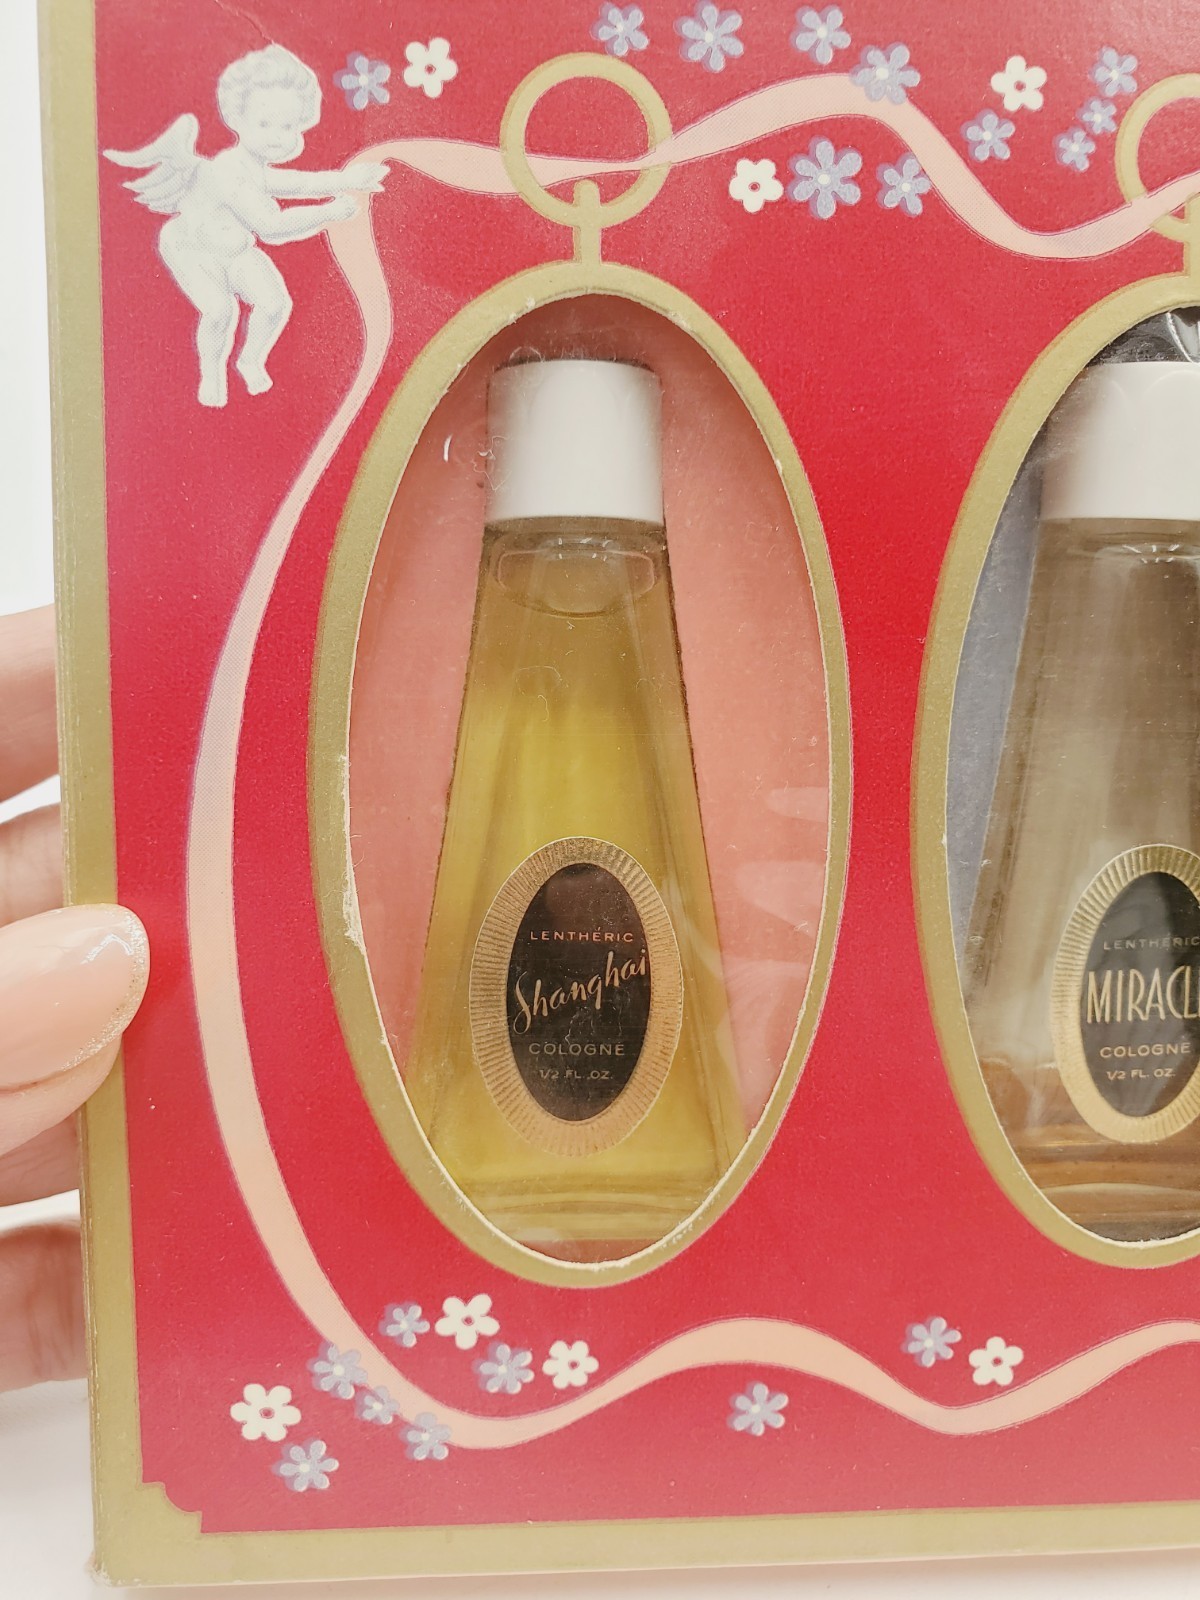 LENTHÉRIC
Shanghai
COLOGNE
1/2 FL. OZ.
LENTHÉRIC
MIRACL
COLOGNE
1/2 FL. OZ.